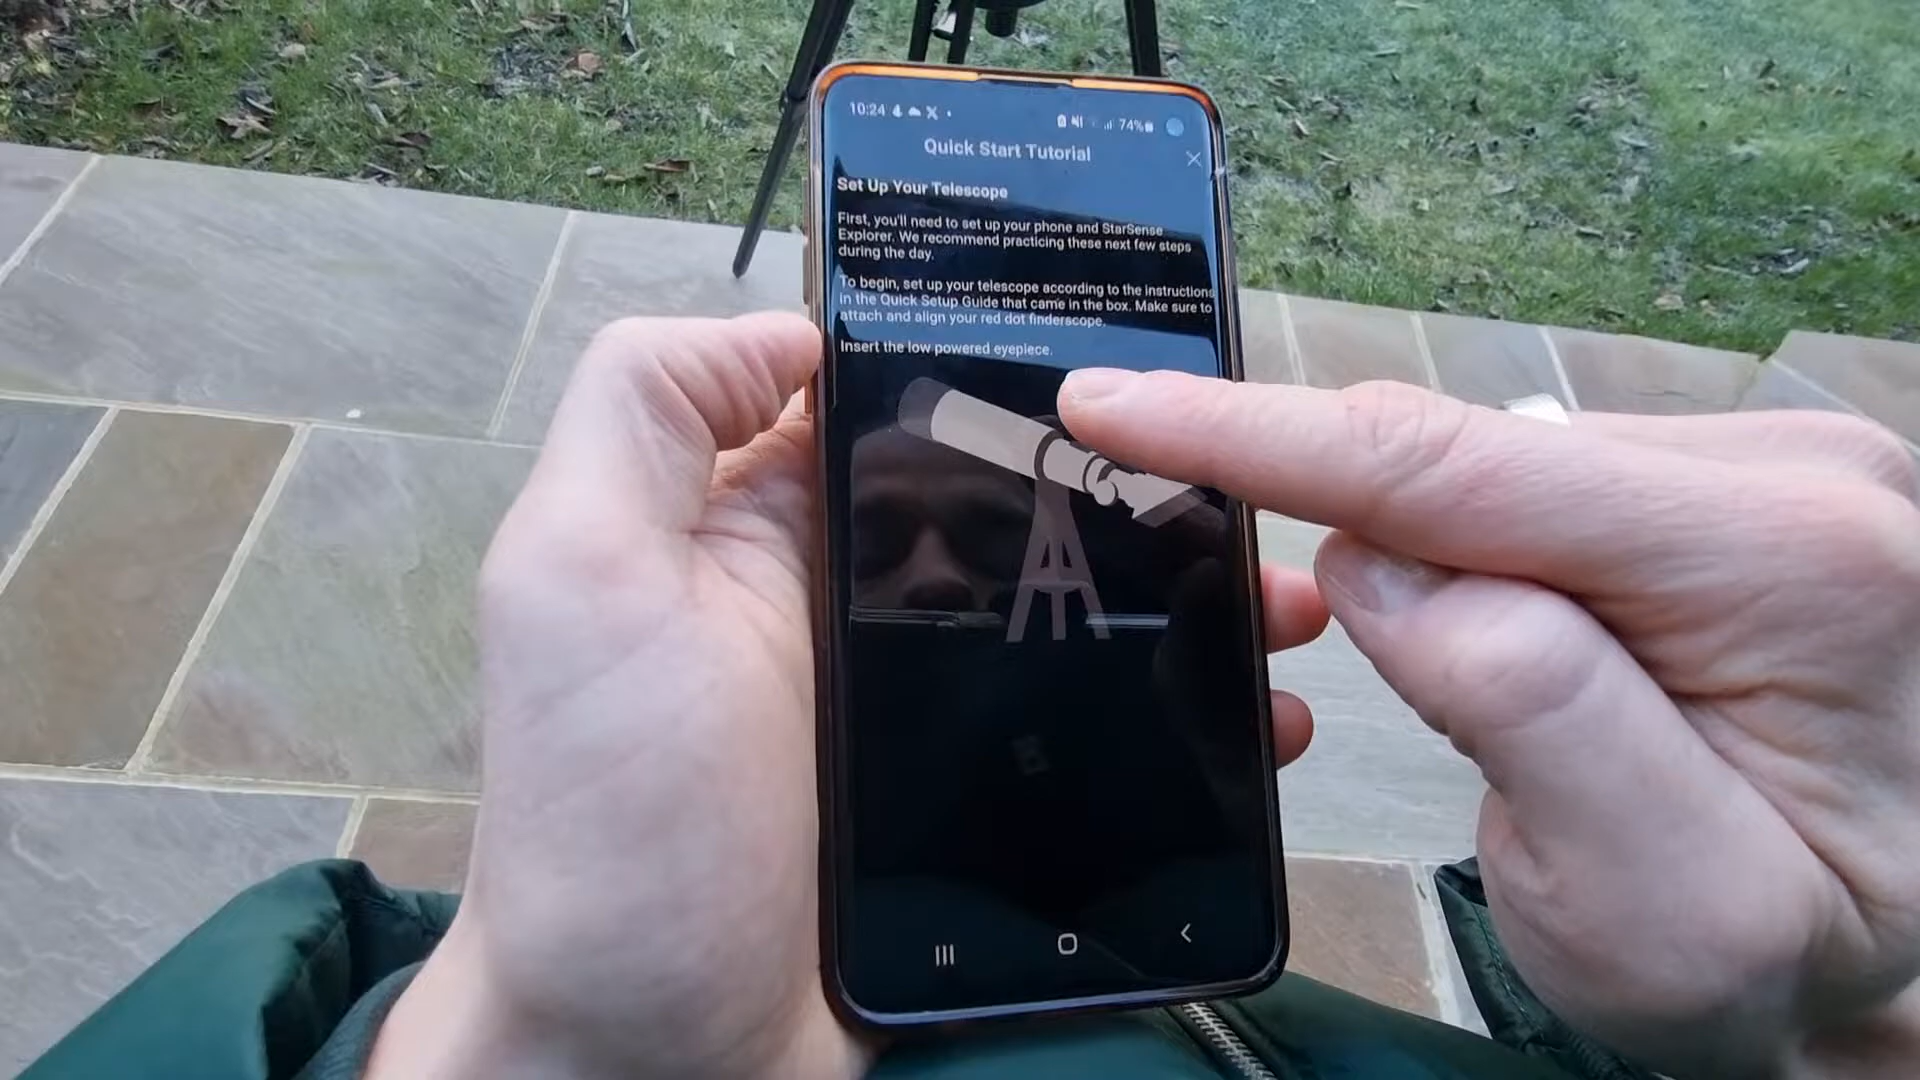 10:24
74%
Quick Start Tutorial
Set Up Your Telescope
First, you'll need to set up your phone and StarSense
Explorer. We recommend practicing these next few steps
during the day.
To begin, set up your telescope according to the instructions
in the Quick Setup Guide that came in the box. Make sure to
attach and align your red dot finderscope.
Insert the low powered eyepiece.